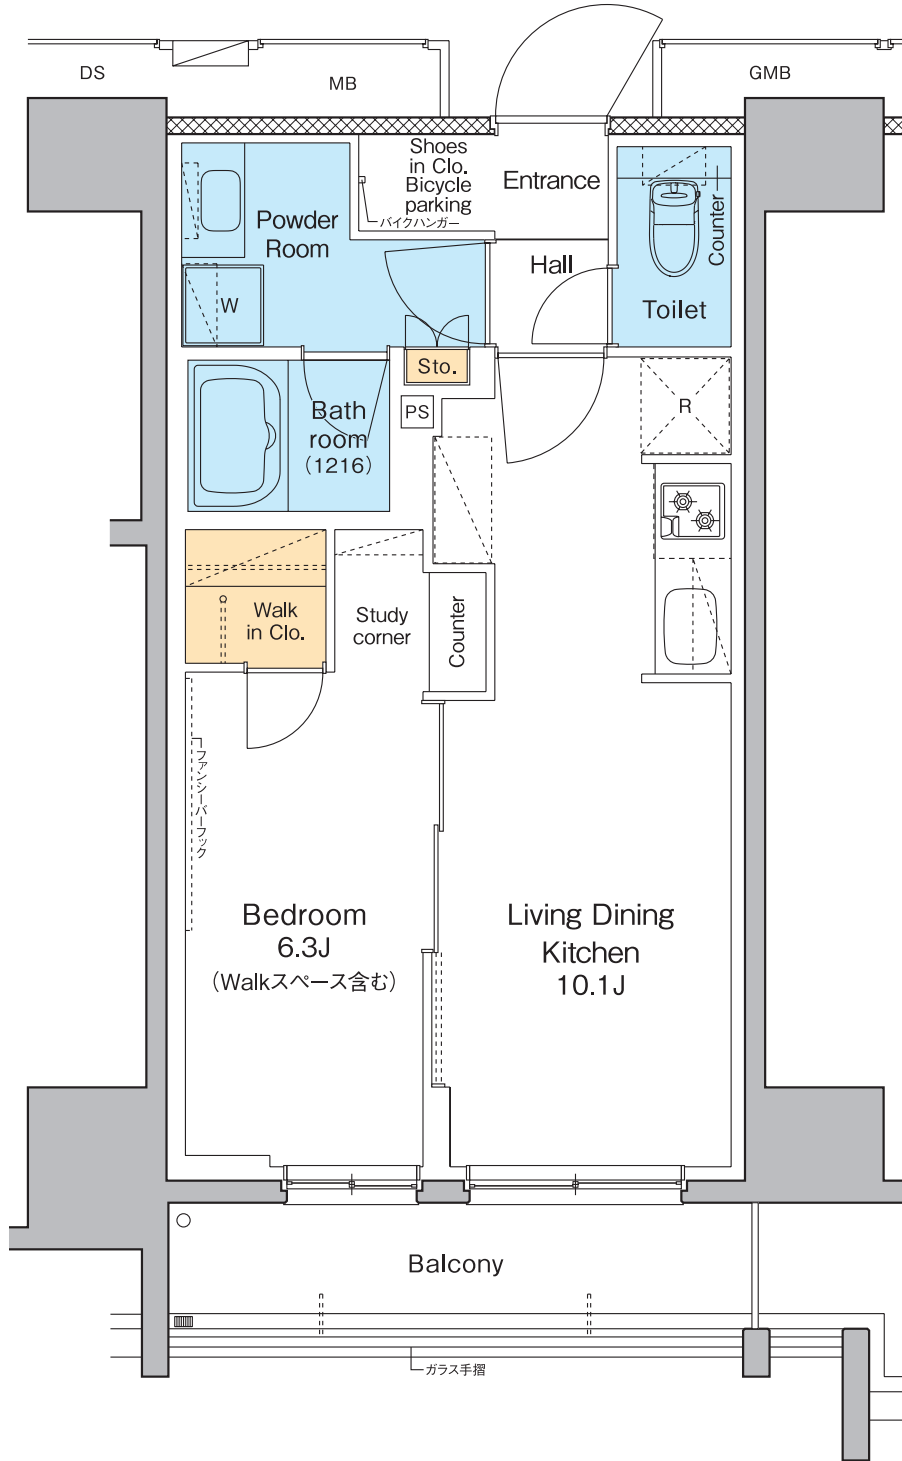 DS
MB
GMB
Shoes
in Clo.
Bicycle
parking
バイクハンガー
Entrance
Counter
Powder
Room
Hall
Toilet
W
Sto.
PS
R
Bath
room
(1216)
Walk
in Clo.
Study
corner
Counter
ファンシーバーフック
Bedroom
6.3J
(Walkスペース含む)
Living Dining
Kitchen
10.1J
Balcony
ガラス手摺